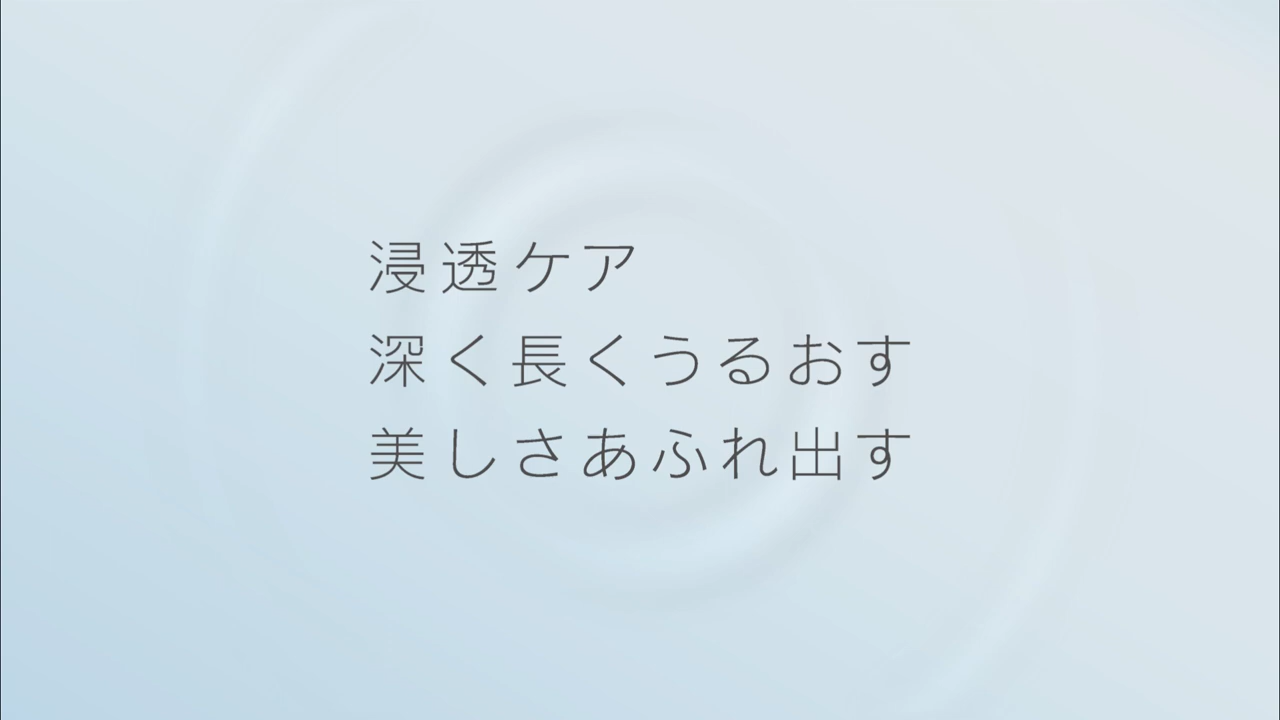 浸透ケア
深く長くうるおす
美しさあふれ出す